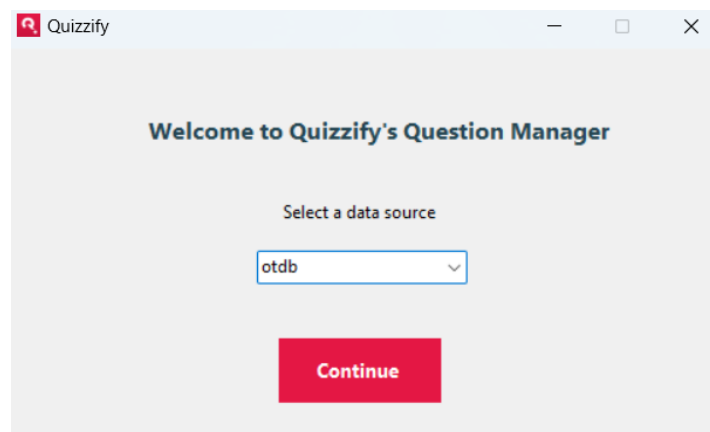 Quizzify
Welcome to Quizzify's Question Manager
Select a data source
otdb
Continue